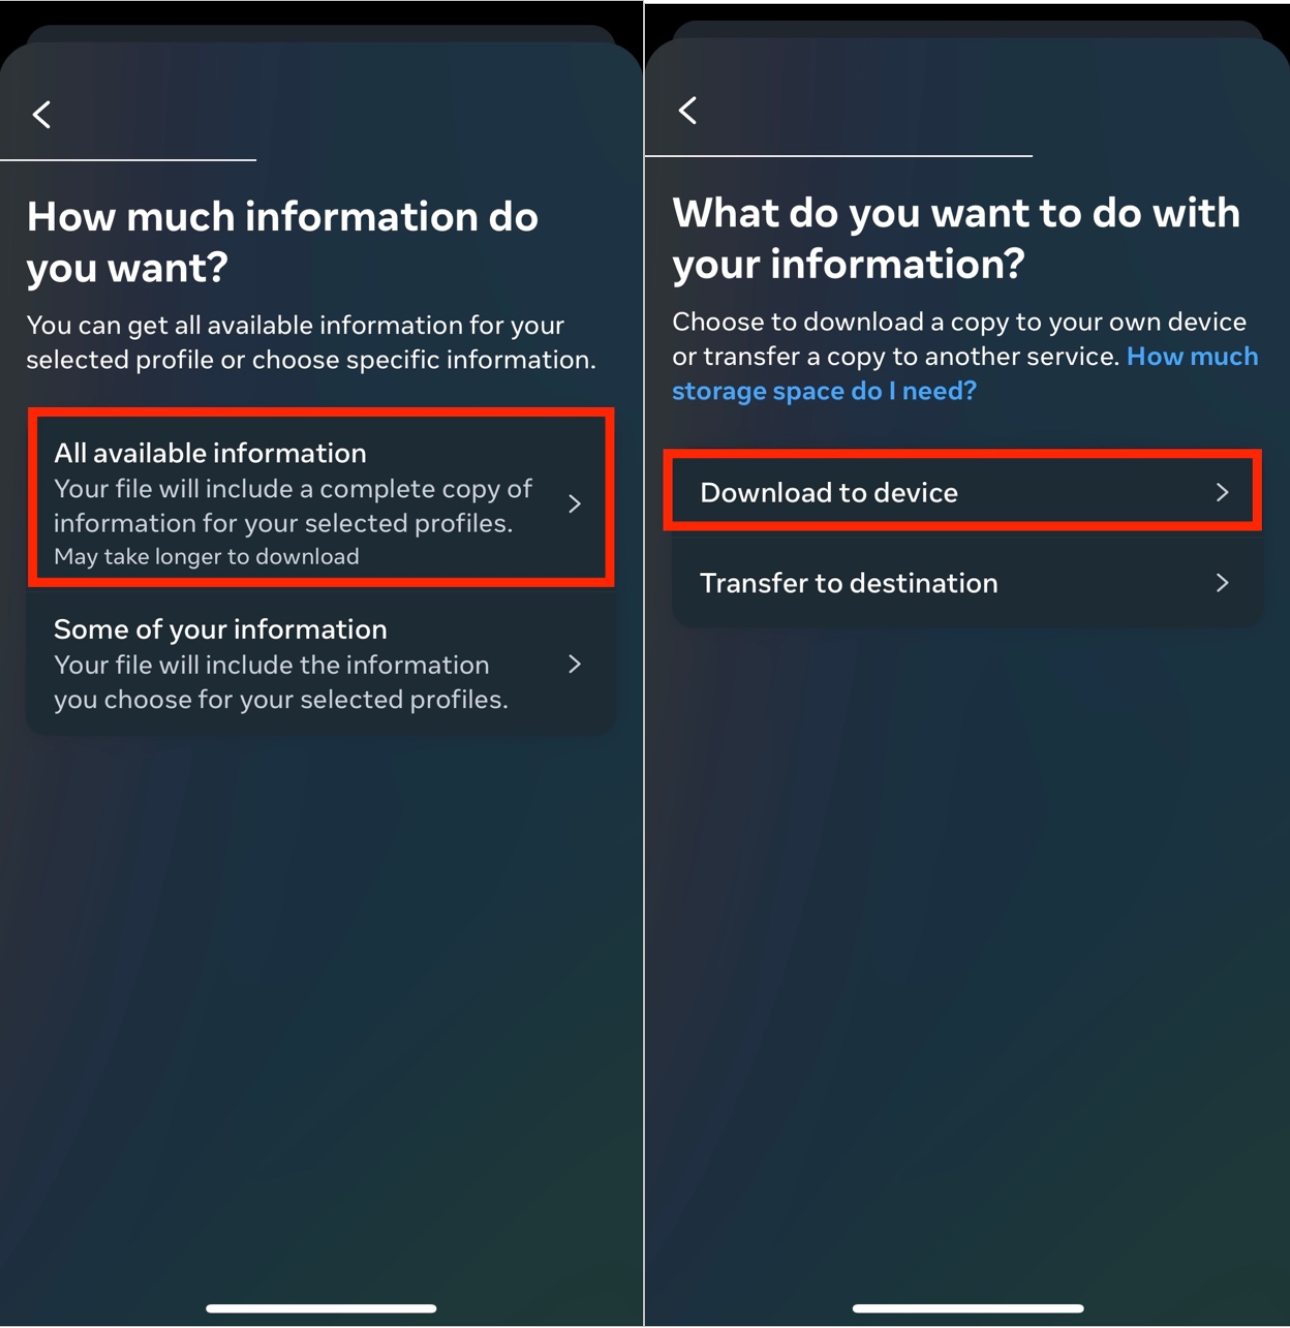 How much information do
you want?
You can get all available information for your
selected profile or choose specific information.
All available information
Your file will include a complete copy of
information for your selected profiles.
May take longer to download
Some of your information
Your file will include the information
you choose for your selected profiles.
What do you want to do with
your information?
Choose to download a copy to your own device
or transfer a copy to another service. How much
storage space do I need?
Download to device
Transfer to destination